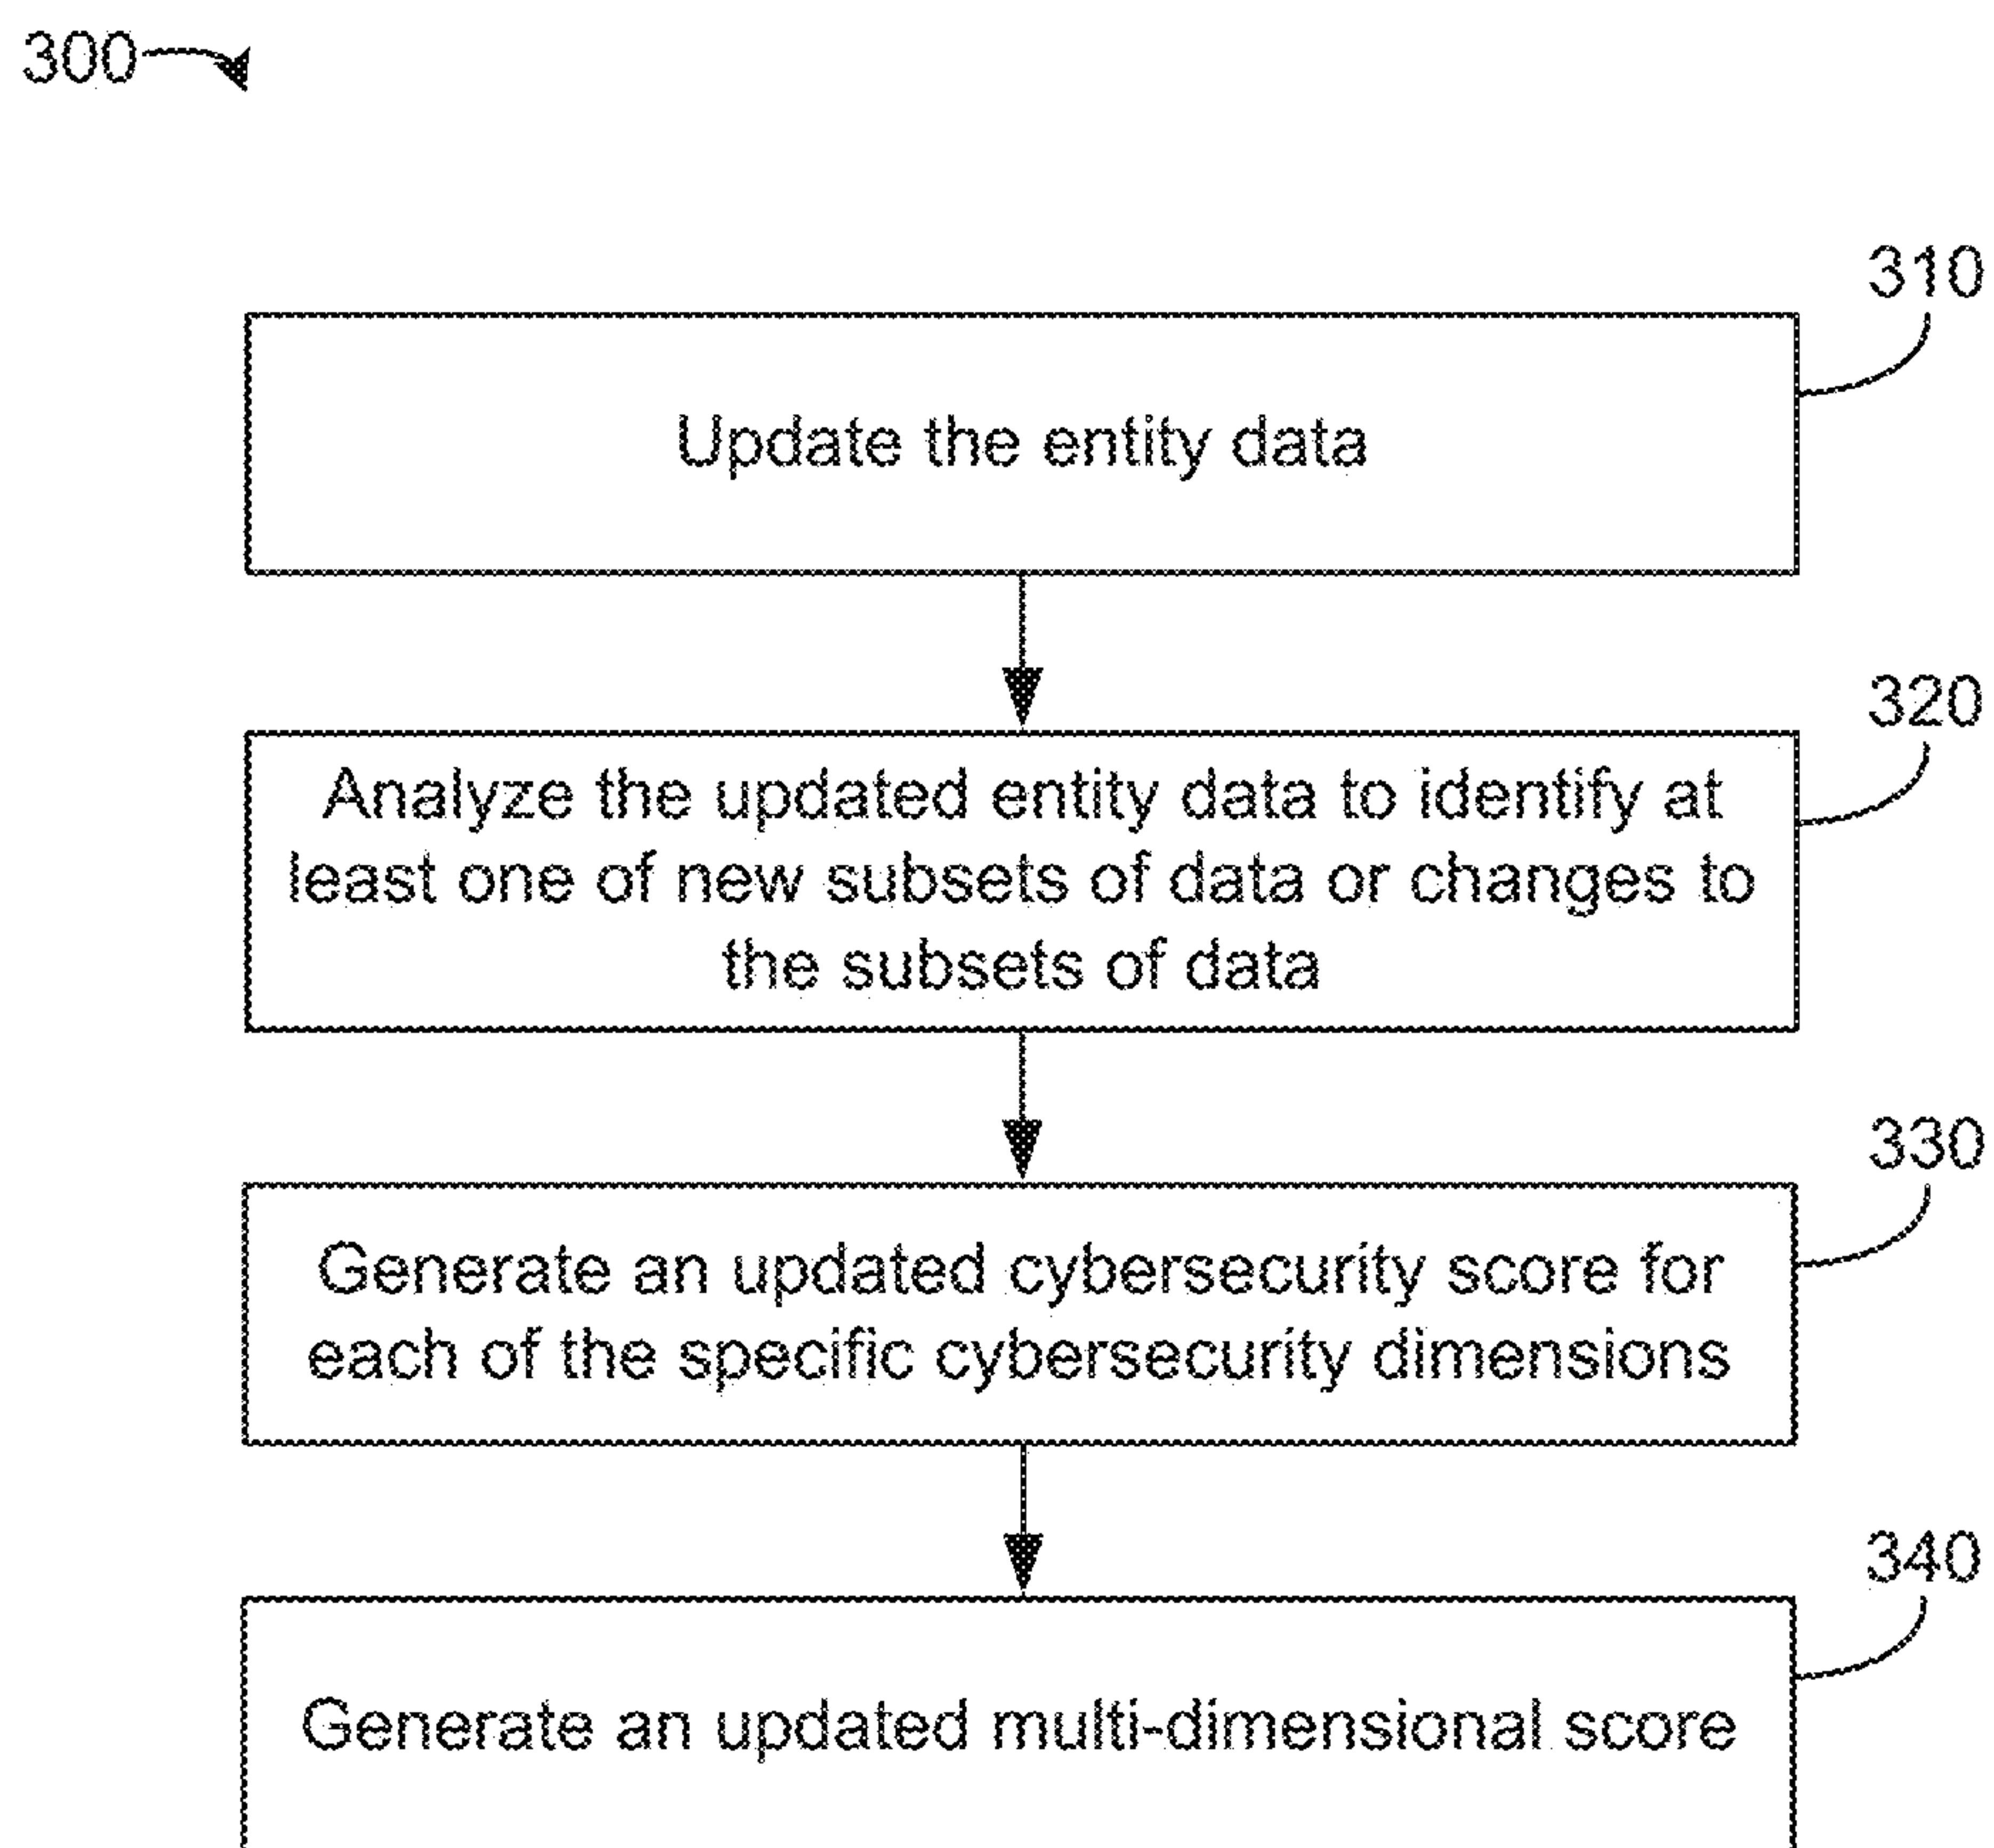 300
310
Update the entity data
320
Analyze the updated entity data to identify at
least one of new subsets of data or changes to
the subsets of data
330
Generate an updated cybersecurity score for
each of the specific cybersecurity dimensions
340
Generate an updated multi-dimensional score